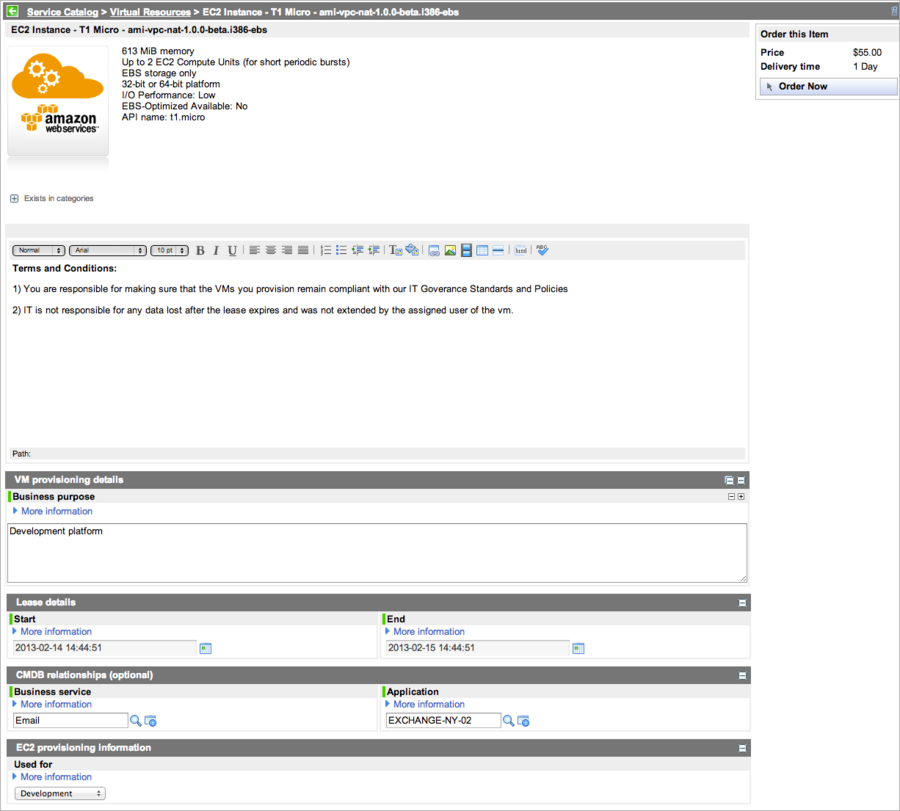 Service Catalog > Virtual Resources > EC2 Instance - T1 Micro - ami-vpc-nat-1.0.0-beta.i386-ebs
EC2 Instance - T1 Micro - ami-vpc-nat-1.0.0-beta.i386-ebs
Order this Item
Price $55.00
Delivery time 1 Day
Order Now
613 MiB memory
Up to 2 EC2 Compute Units (for short periodic bursts)
EBS storage only
32-bit or 64-bit platform
I/O Performance: Low
EBS-Optimized Available: No
API name: t1.micro
amazon
webservices™
Exists in categories
Normal Arial 10 pt B I U html ABC
Terms and Conditions:
1) You are responsible for making sure that the VMs you provision remain compliant with our IT Goverance Standards and Policies
2) IT is not responsible for any data lost after the lease expires and was not extended by the assigned user of the vm.
Path:
VM provisioning details
Business purpose
More information
Development platform
Lease details
Start End
More information More information
2013-02-14 14:44:51 2013-02-15 14:44:51
CMDB relationships (optional)
Business service Application
More information More information
Email EXCHANGE-NY-02
EC2 provisioning information
Used for
More information
Development